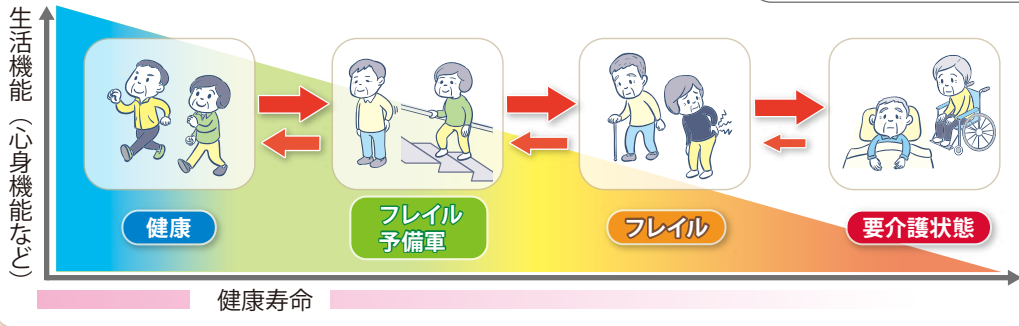 生活機能（心身機能など）
健康
フレイル
予備軍
フレイル
要介護状態
健康寿命